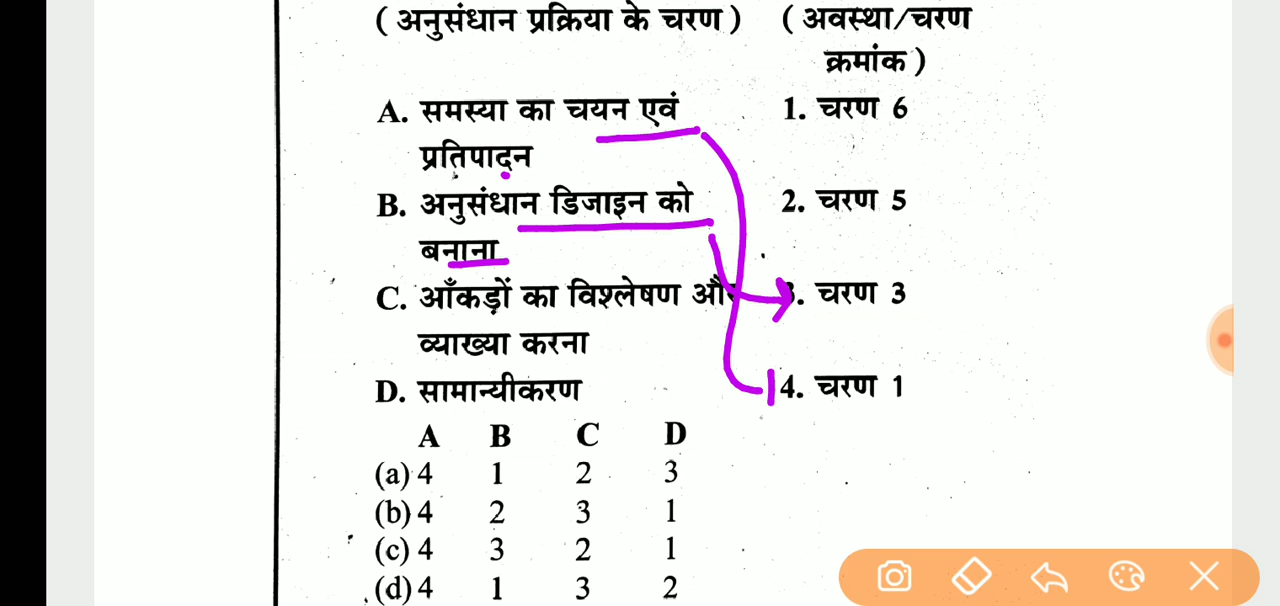 ( अनुसंधान प्रक्रिया के चरण ) ( अवस्था/चरण
क्रमांक )
A. समस्या का चयन एवं 1. चरण 6
प्रतिपादन
B. अनुसंधान डिजाइन को 2. चरण 5
बनाना
C. आँकड़ों का विश्लेषण और 3. चरण 3
व्याख्या करना
D. सामान्यीकरण 4. चरण 1
A B C D
(a) 4 1 2 3
(b) 4 2 3 1
(c) 4 3 2 1
(d) 4 1 3 2